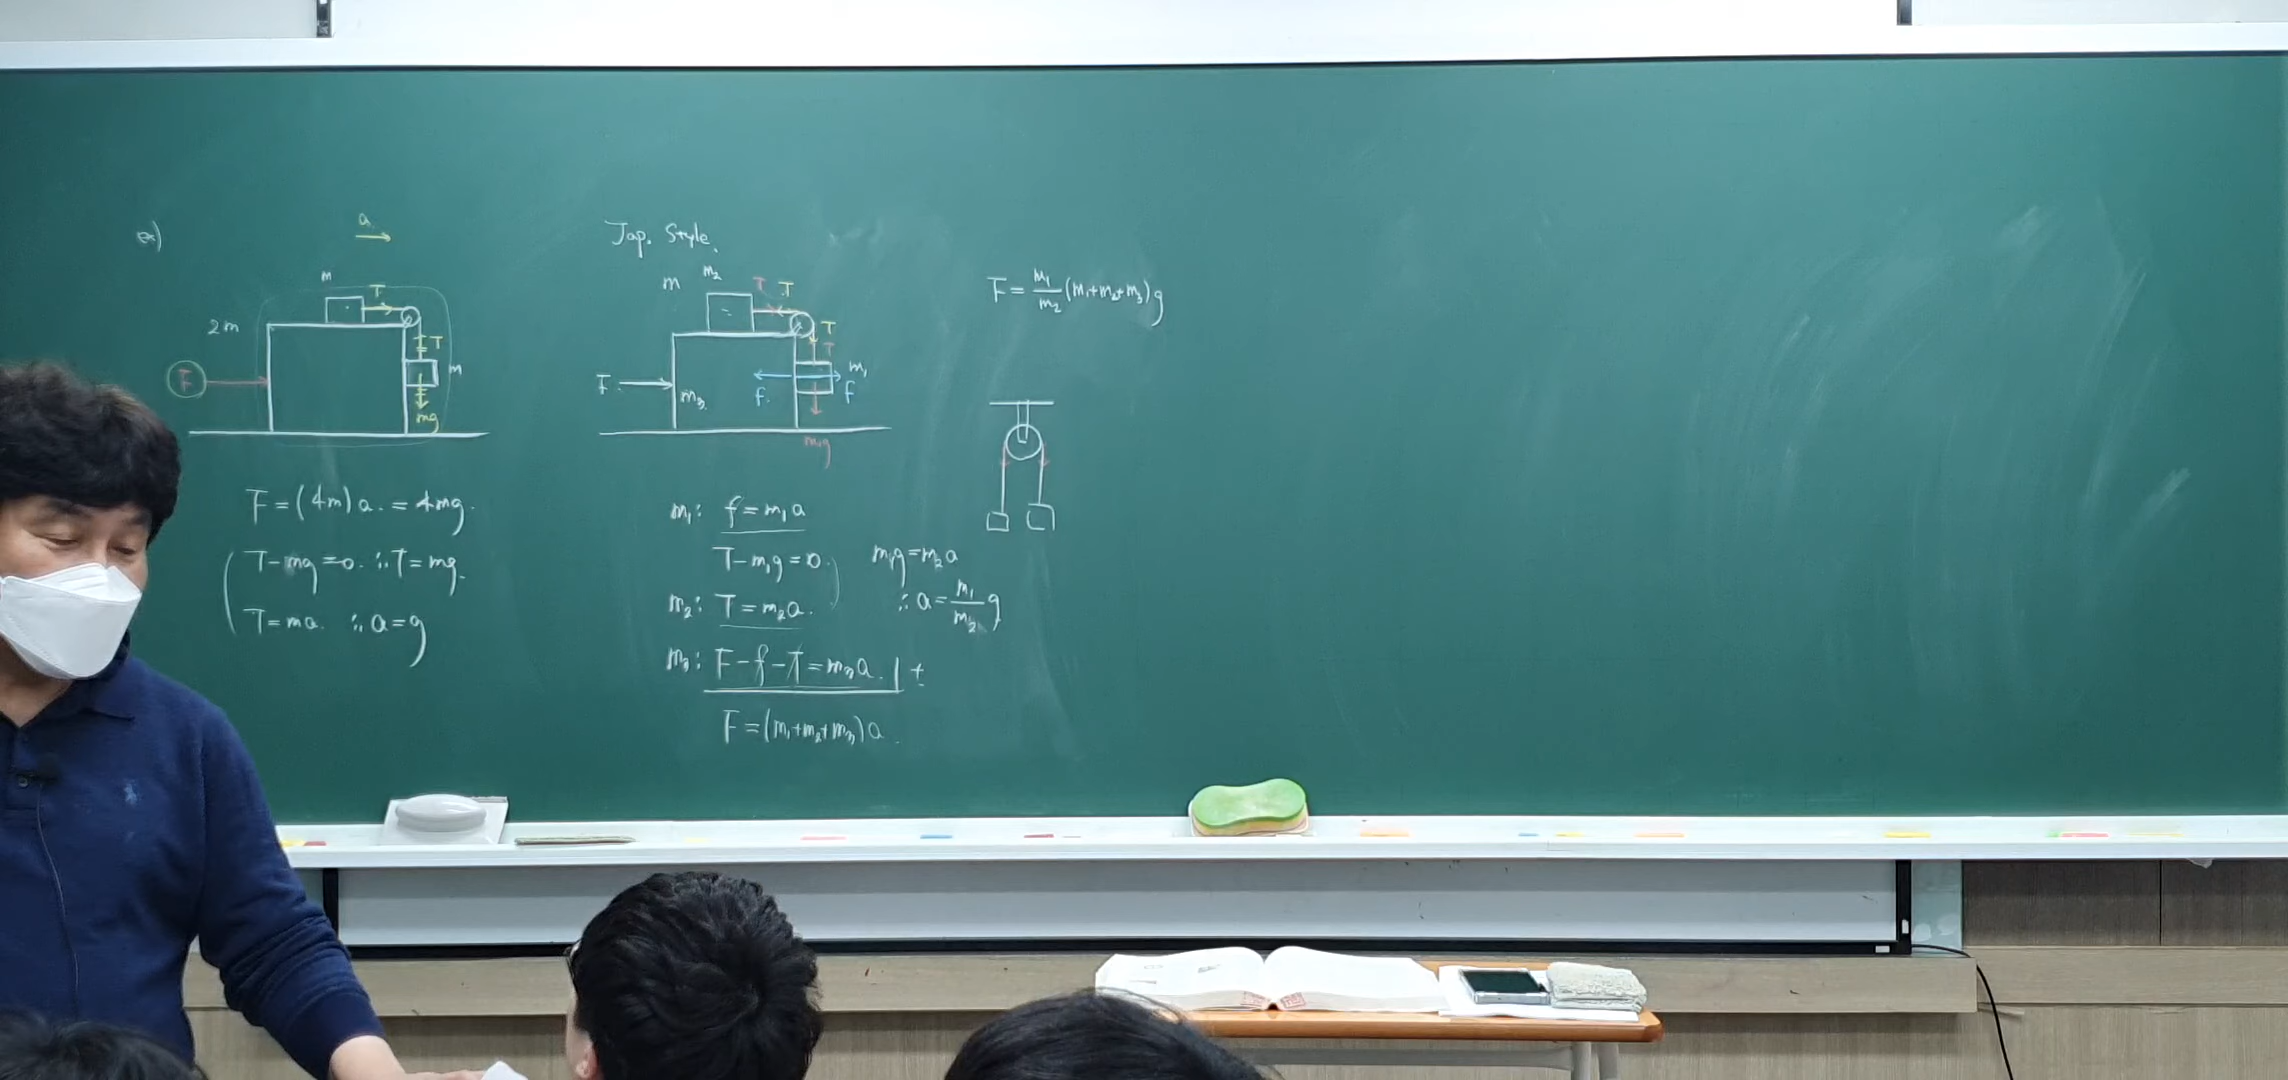 ex)
a
m
T
2m
F
T
m
mg
F=(4m)a.=4mg.
T-mg=0. ∴T=mg.
T=ma. ∴a=g
Jap. Style.
m
m₂
T
T
T
T
F
m₃
f
f
m₁
m₁g
m₁: f=m₁a
T-m₁g=0.
m₂: T=m₂a.
m₃: F-f-T=m₃a. +
F=(m₁+m₂+m₃)a.
m₁g=m₂a
∴a=m₁/m₂ g
F=m₁/m₂(m₁+m₂+m₃)g